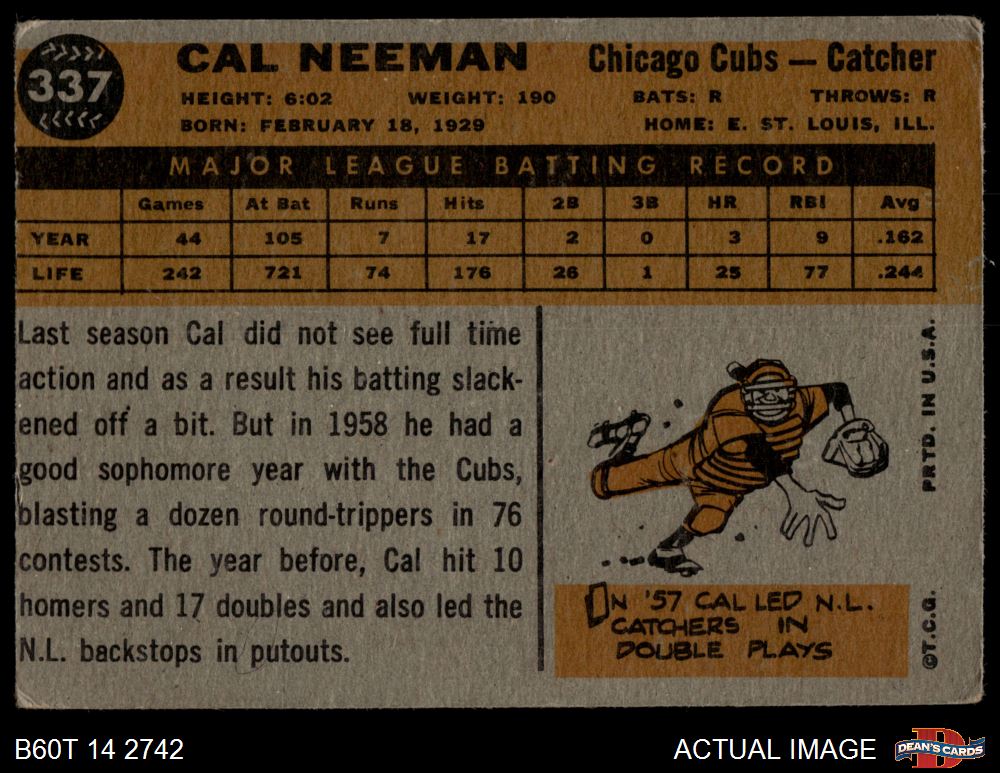 337
CAL NEEMAN
Chicago Cubs — Catcher
HEIGHT: 6:02 WEIGHT: 190 BATS: R THROWS: R
BORN: FEBRUARY 18, 1929 HOME: E. ST. LOUIS, ILL.
MAJOR LEAGUE BATTING RECORD
Games At Bat Runs Hits 2B 3B HR RBI Avg
YEAR 44 105 7 17 2 0 3 9 .162
LIFE 242 721 74 176 26 1 25 77 .244
Last season Cal did not see full time
action and as a result his batting slack-
ened off a bit. But in 1958 he had a
good sophomore year with the Cubs,
blasting a dozen round-trippers in 76
contests. The year before, Cal hit 10
homers and 17 doubles and also led the
N.L. backstops in putouts.
IN '57 CAL LED N.L.
CATCHERS IN
DOUBLE PLAYS
©T.C.G. PRTD. IN U.S.A.
B60T 14 2742
ACTUAL IMAGE
D
DEAN'S CARDS